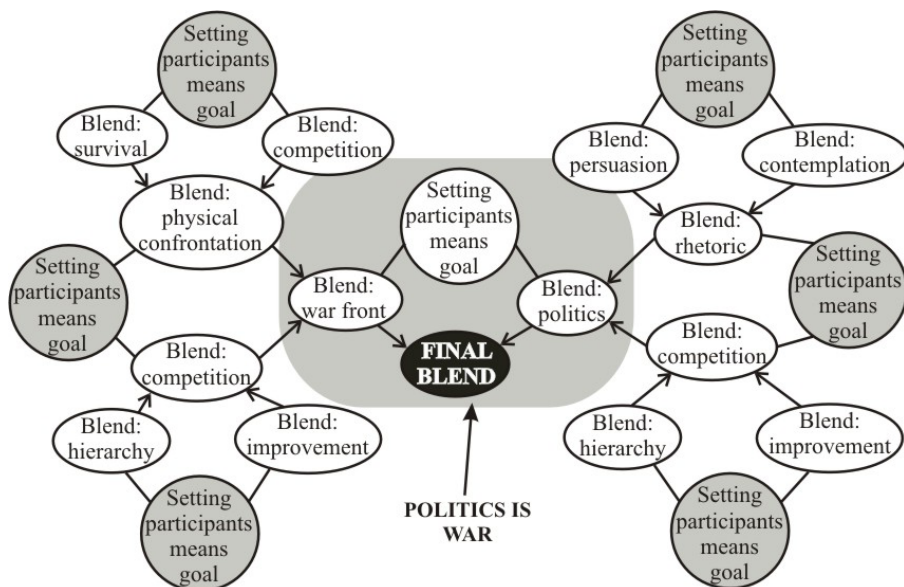 Setting
participants
means
goal
Blend:
survival
Blend:
competition
Blend:
physical
confrontation
Setting
participants
means
goal
Blend:
competition
Blend:
hierarchy
Blend:
improvement
Setting
participants
means
goal
Setting
participants
means
goal
Blend:
war front
Blend:
politics
FINAL
BLEND
POLITICS IS
WAR
Setting
participants
means
goal
Blend:
persuasion
Blend:
contemplation
Blend:
rhetoric
Setting
participants
means
goal
Blend:
competition
Blend:
hierarchy
Blend:
improvement
Setting
participants
means
goal